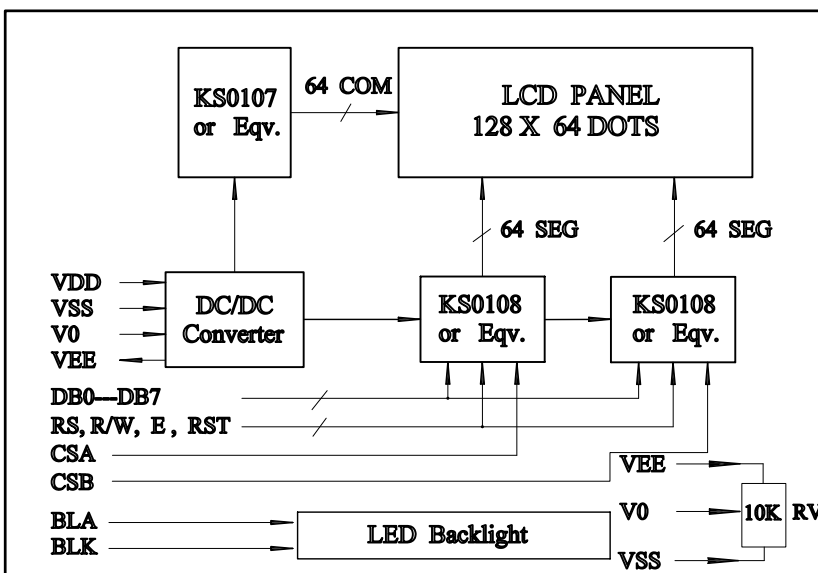 KS0107
or Eqv.
64 COM
LCD PANEL
128 X 64 DOTS
64 SEG
64 SEG
VDD
VSS
V0
VEE
DC/DC
Converter
KS0108
or Eqv.
KS0108
or Eqv.
DB0---DB7
RS, R/W, E , RST
CSA
CSB
BLA
BLK
LED Backlight
VEE
V0
VSS
10K RV